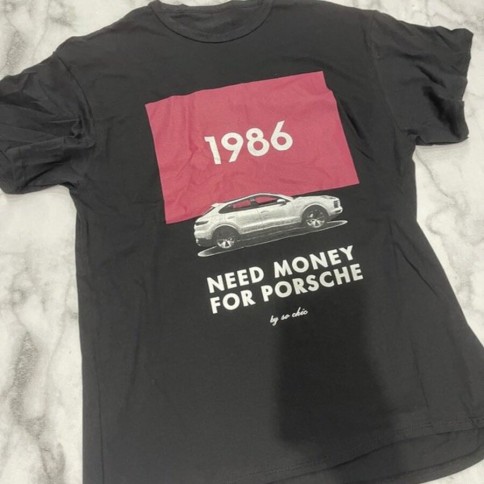 1986
NEED MONEY
FOR PORSCHE
by so chic